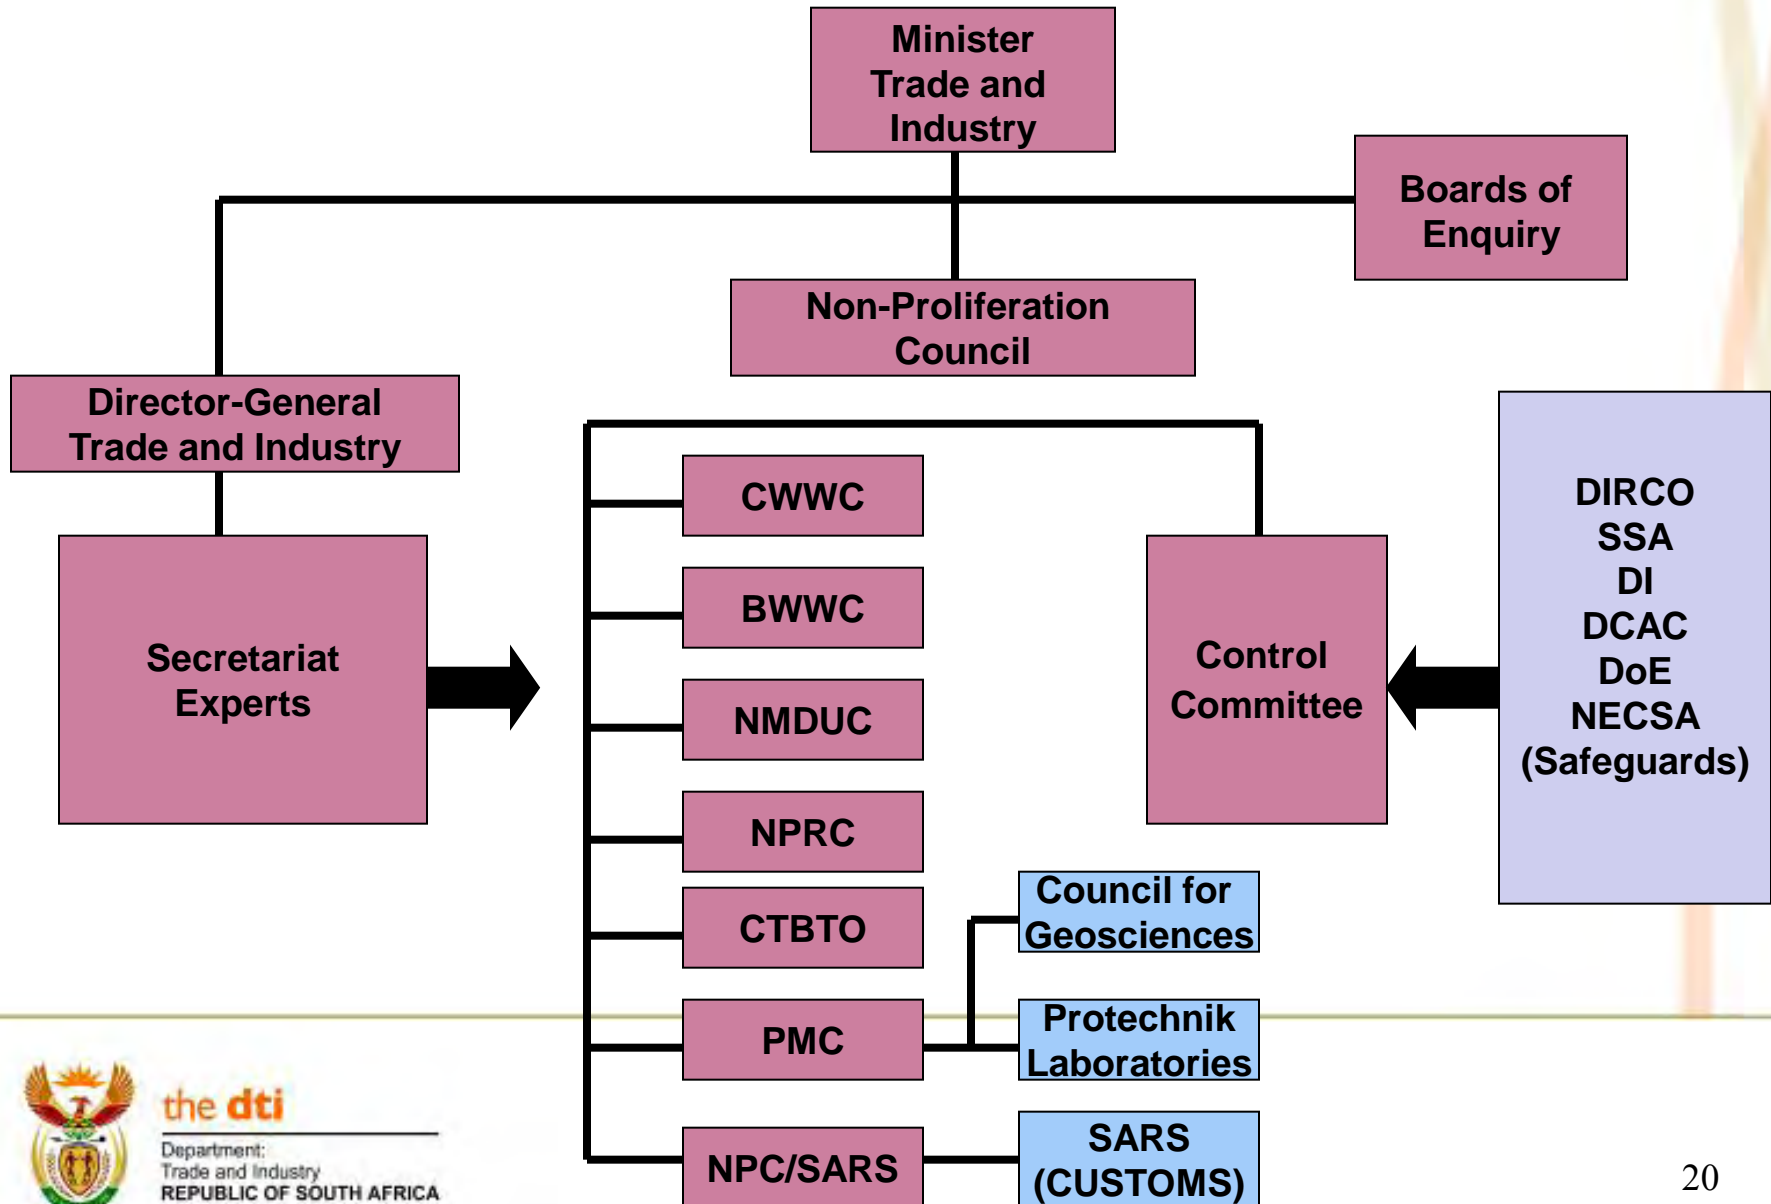 Minister
Trade and
Industry
Boards of
Enquiry
Non-Proliferation
Council
Director-General
Trade and Industry
Secretariat
Experts
CWWC
BWWC
NMDUC
NPRC
CTBTO
PMC
NPC/SARS
Council for
Geosciences
Protechnik
Laboratories
SARS
(CUSTOMS)
Control
Committee
DIRCO
SSA
DI
DCAC
DoE
NECSA
(Safeguards)
the dti
Department:
Trade and Industry
REPUBLIC OF SOUTH AFRICA
20